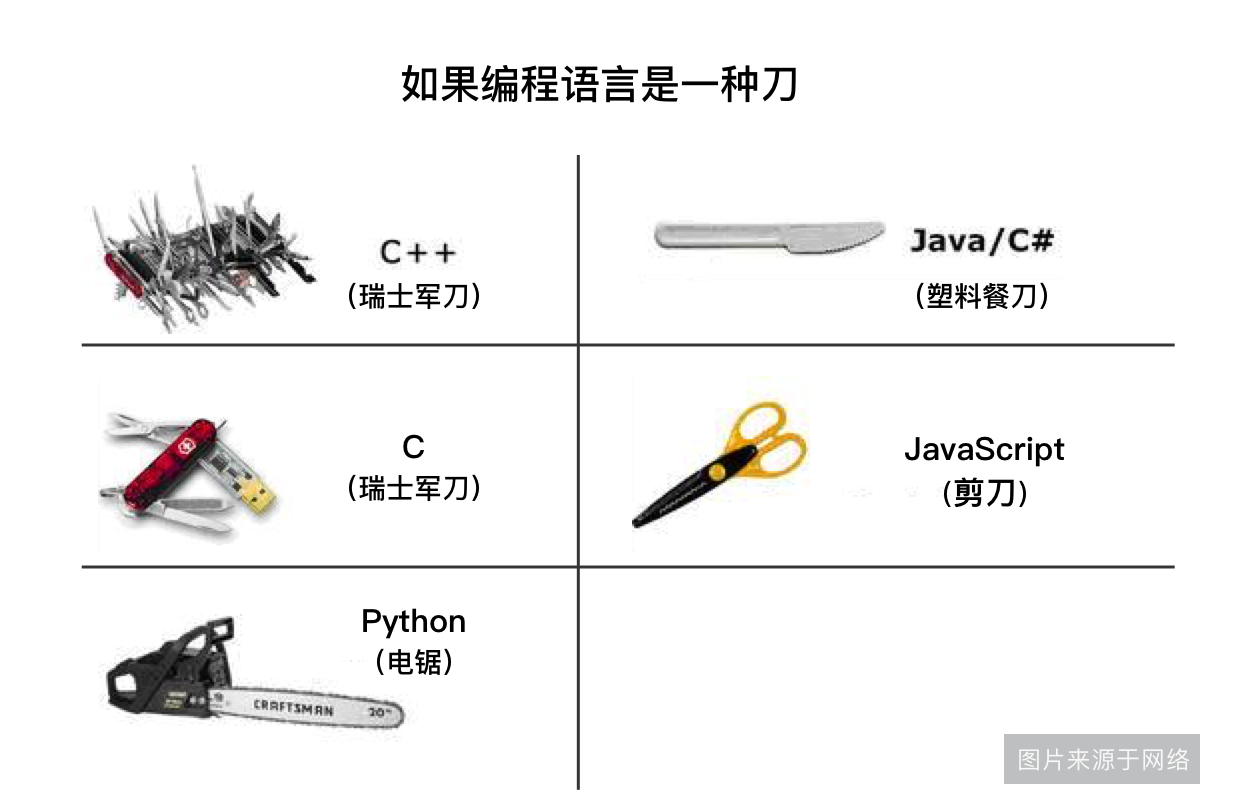 如果编程语言是一种刀
C++
（瑞士军刀）
Java/C#
（塑料餐刀）
C
（瑞士军刀）
JavaScript
（剪刀）
Python
（电锯）
CRAFTSMAN 20"
图片来源于网络